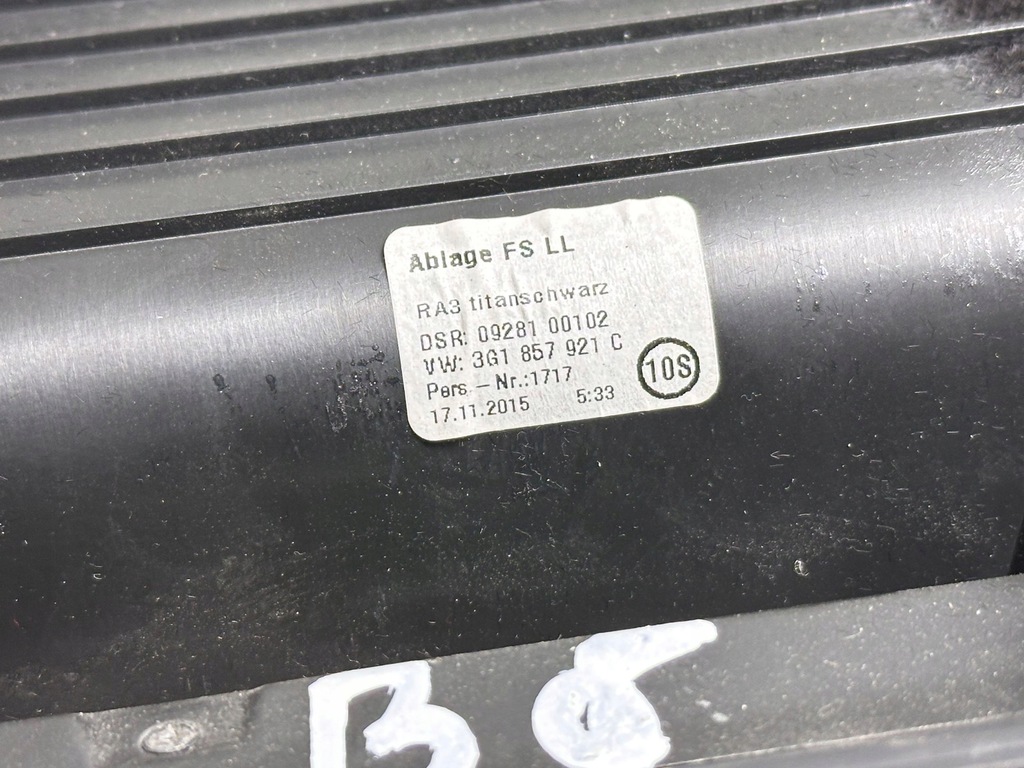 Ablage FS LL
RA3 titanschwarz
DSR: 09281 00102
VW: 3G1 857 921 C
Pers.-Nr.:1717
17.11.2015 5:33
10S
B6